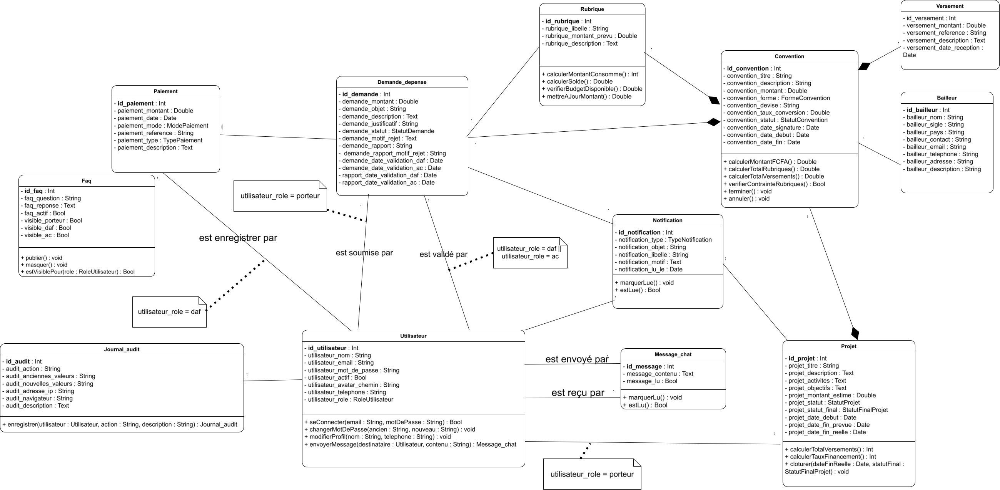 Rubrique
- id_rubrique : Int
- rubrique_libelle : String
- rubrique_montant_prevu : Double
- rubrique_description : Text
+ calculerMontantConsomme() : Int
+ calculerSolde() : Double
+ verifierBudgetDisponible() : Double
+ mettreAJourMontant() : Double
Versement
- id_versement : Int
- versement_montant : Double
- versement_reference : String
- versement_description : Text
- versement_date_reception :
Date
Convention
- id_convention : Int
- convention_titre : String
- convention_description : String
- convention_montant : Double
- convention_forme : FormeConvention
- convention_devise : String
- convention_taux_conversion : Double
- convention_statut : StatutConvention
- convention_date_signature : Date
- convention_date_debut : Date
- convention_date_fin : Date
+ calculerMontantFCFA() : Double
+ calculerTotalRubriques() : Double
+ calculerTotalVersements() : Double
+ verifierContrainteRubriques() : Bool
+ terminer() : void
+ annuler() : void
Bailleur
- id_bailleur : Int
- bailleur_nom : String
- bailleur_sigle : String
- bailleur_pays : String
- bailleur_contact : String
- bailleur_email : String
- bailleur_telephone : String
- bailleur_adresse : String
- bailleur_description : String
Demande_depense
- id_demande : Int
- demande_montant : Double
- demande_objet : String
- demande_description : Text
- demande_justificatif : String
- demande_statut : StatutDemande
- demande_motif_rejet : Text
- demande_rapport : String
- demande_rapport_motif_rejet : String
- demande_date_validation_daf : Date
- demande_date_validation_ac : Date
- rapport_date_validation_daf : Date
- rapport_date_validation_ac : Date
Paiement
- id_paiement : Int
- paiement_montant : Double
- paiement_date : Date
- paiement_mode : ModePaiement
- paiement_reference : String
- paiement_type : TypePaiement
- paiement_description : Text
Faq
- id_faq : Int
- faq_question : String
- faq_reponse : Text
- faq_actif : Bool
- visible_porteur : Bool
- visible_daf : Bool
- visible_ac : Bool
+ publier() : void
+ masquer() : void
+ estVisiblePour(role : RoleUtilisateur) : Bool
utilisateur_role = porteur
est enregistrer par
est soumise par
est validé par
utilisateur_role = daf ||
utilisateur_role = ac
utilisateur_role = daf
Notification
- id_notification : Int
- notification_type : TypeNotification
- notification_objet : String
- notification_libelle : String
- notification_motif : Text
- notification_lu_le : Date
+ marquerLue() : void
+ estLue() : Bool
Journal_audit
- id_audit : Int
- audit_action : String
- audit_anciennes_valeurs : String
- audit_nouvelles_valeurs : String
- audit_adresse_ip : String
- audit_navigateur : String
- audit_description : Text
+ enregistrer(utilisateur : Utilisateur, action : String, description : String) : Journal_audit
Utilisateur
- id_utilisateur : Int
- utilisateur_nom : String
- utilisateur_email : String
- utilisateur_mot_de_passe : String
- utilisateur_actif : Bool
- utilisateur_avatar_chemin : String
- utilisateur_telephone : String
- utilisateur_role : RoleUtilisateur
+ seConnecter(email : String, motDePasse : String) : Bool
+ changerMotDePasse(ancien : String, nouveau : String) : void
+ modifierProfil(nom : String, telephone : String) : void
+ envoyerMessage(destinataire : Utilisateur, contenu : String) : Message_chat
est envoyé par
est reçu par
Message_chat
- id_message : Int
- message_contenu : Text
- message_lu : Bool
+ marquerLu() : void
+ estLu() : Bool
Projet
- id_projet : Int
- projet_titre : String
- projet_description : Text
- projet_activites : Text
- projet_objectifs : Text
- projet_montant_estime : Double
- projet_statut : StatutProjet
- projet_statut_final : StatutFinalProjet
- projet_date_debut : Date
- projet_date_fin_prevue : Date
- projet_date_fin_reelle : Date
+ calculerTotalVersements() : Int
+ calculerTauxFinancement() : Int
+ cloturer(dateFinReelle : Date, statutFinal :
StatutFinalProjet) : void
utilisateur_role = porteur